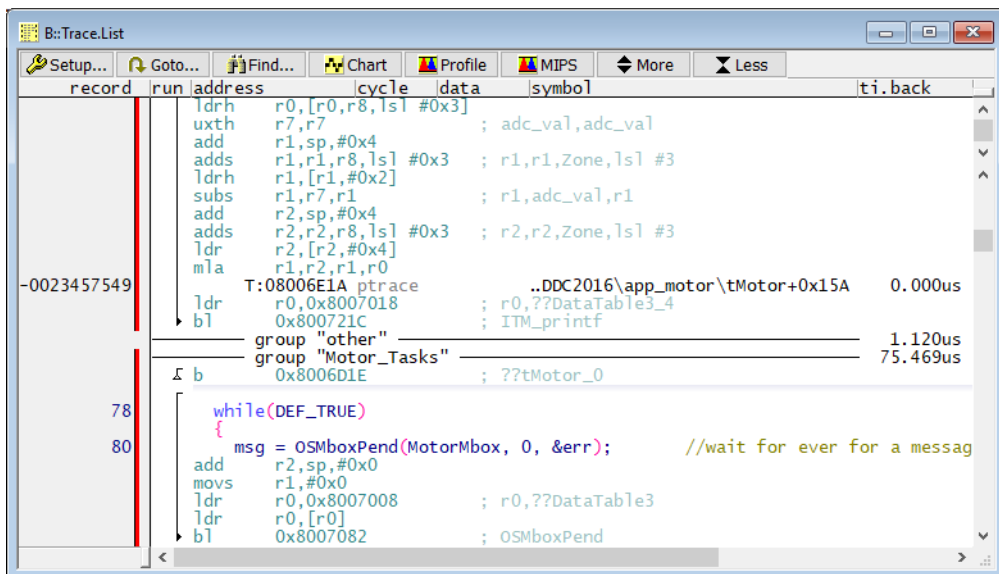 B::Trace.List
Setup... Goto... Find... Chart Profile MIPS More Less
record run address cycle data symbol ti.back
ldrh r0,[r0,r8,lsl #0x3]
uxth r7,r7 ; adc_val,adc_val
add r1,sp,#0x4
adds r1,r1,r8,lsl #0x3 ; r1,r1,Zone,lsl #3
ldrh r1,[r1,#0x2]
subs r1,r7,r1 ; r1,adc_val,r1
add r2,sp,#0x4
adds r2,r2,r8,lsl #0x3 ; r2,r2,Zone,lsl #3
ldr r2,[r2,#0x4]
mla r1,r2,r1,r0
-0023457549 T:08006E1A ptrace ..DDC2016\app_motor\tMotor+0x15A 0.000us
ldr r0,0x8007018 ; r0,??DataTable3_4
bl 0x800721C ; ITM_printf
group "other" 1.120us
group "Motor_Tasks" 75.469us
b 0x8006D1E ; ??tMotor_0
78 while(DEF_TRUE)
{
80 msg = OSMboxPend(MotorMbox, 0, &err); //wait for ever for a messag
add r2,sp,#0x0
movs r1,#0x0
ldr r0,0x8007008 ; r0,??DataTable3
ldr r0,[r0]
bl 0x8007082 ; OSMboxPend